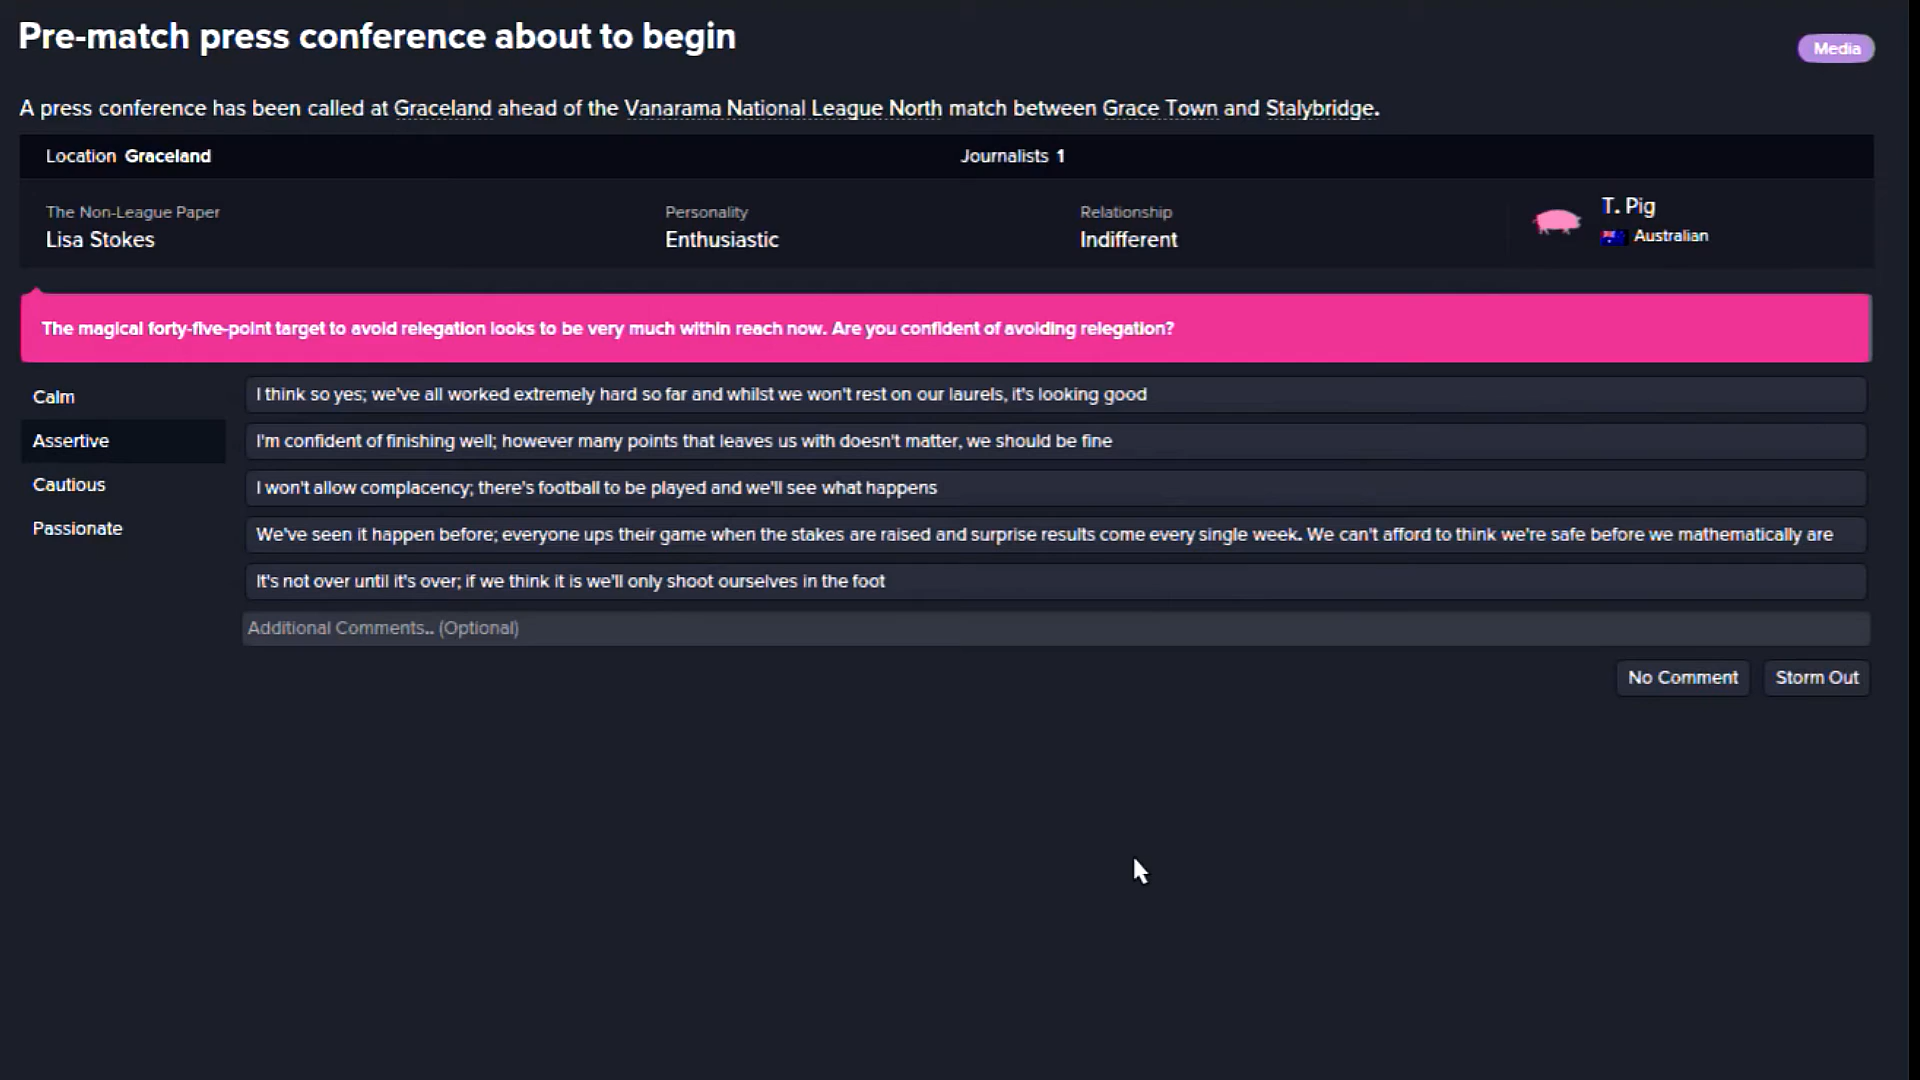 Pre-match press conference about to begin
Media
A press conference has been called at Graceland ahead of the Vanarama National League North match between Grace Town and Stalybridge.
Location Graceland
Journalists 1
The Non-League Paper
Lisa Stokes
Personality
Enthusiastic
Relationship
Indifferent
T. Pig
Australian
The magical forty-five-point target to avoid relegation looks to be very much within reach now. Are you confident of avoiding relegation?
Calm
Assertive
Cautious
Passionate
I think so yes; we've all worked extremely hard so far and whilst we won't rest on our laurels, it's looking good
I'm confident of finishing well; however many points that leaves us with doesn't matter, we should be fine
I won't allow complacency; there's football to be played and we'll see what happens
We've seen it happen before; everyone ups their game when the stakes are raised and surprise results come every single week. We can't afford to think we're safe before we mathematically are
It's not over until it's over; if we think it is we'll only shoot ourselves in the foot
Additional Comments.. (Optional)
No Comment
Storm Out